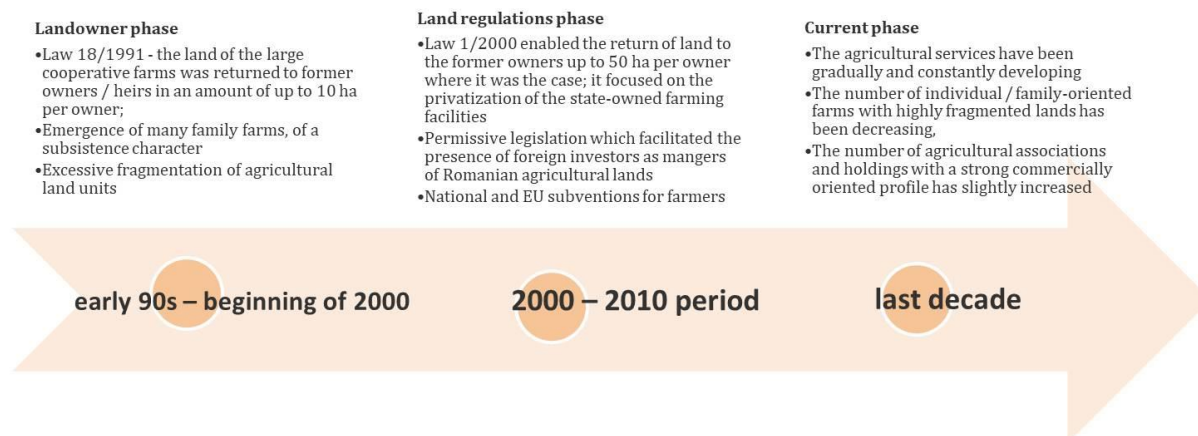 Landowner phase
•Law 18/1991 - the land of the large
cooperative farms was returned to former
owners / heirs in an amount of up to 10 ha
per owner;
•Emergence of many family farms, of a
subsistence character
•Excessive fragmentation of agricultural
land units
Land regulations phase
•Law 1/2000 enabled the return of land to
the former owners up to 50 ha per owner
where it was the case; it focused on the
privatization of the state-owned farming
facilities
•Permissive legislation which facilitated the
presence of foreign investors as mangers
of Romanian agricultural lands
•National and EU subventions for farmers
Current phase
•The agricultural services have been
gradually and constantly developing
•The number of individual / family-oriented
farms with highly fragmented lands has
been decreasing,
•The number of agricultural associations
and holdings with a strong commercially
oriented profile has slightly increased
early 90s – beginning of 2000
2000 – 2010 period
last decade